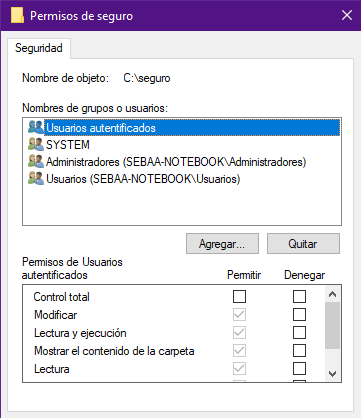 Permisos de seguro
Seguridad
Nombre de objeto: C:\seguro
Nombres de grupos o usuarios:
Usuarios autentificados
SYSTEM
Administradores (SEBAA-NOTEBOOK\Administradores)
Usuarios (SEBAA-NOTEBOOK\Usuarios)
Agregar... Quitar
Permisos de Usuarios
autentificados Permitir Denegar
Control total
Modificar
Lectura y ejecución
Mostrar el contenido de la carpeta
Lectura